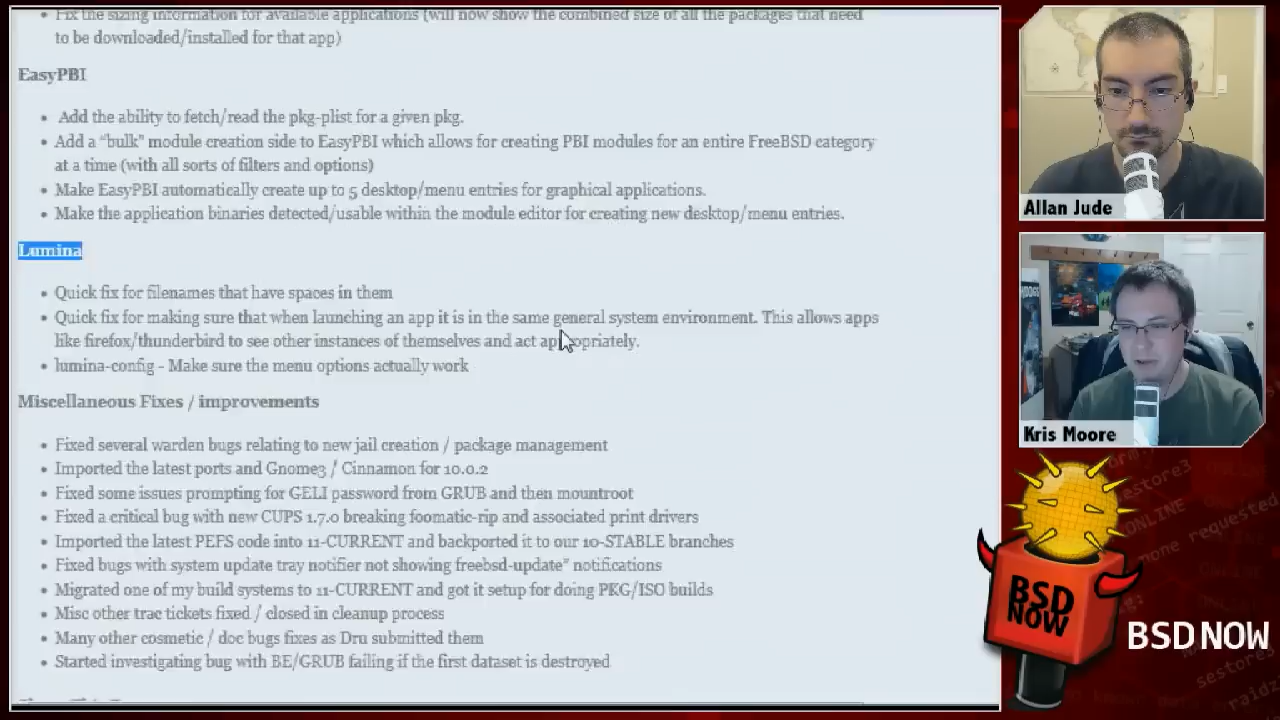 Fix the sizing information for available applications (will now show the combined size of all the packages that need
to be downloaded/installed for that app)
EasyPBI
Add the ability to fetch/read the pkg-plist for a given pkg.
Add a "bulk" module creation side to EasyPBI which allows for creating PBI modules for an entire FreeBSD category
at a time (with all sorts of filters and options)
Make EasyPBI automatically create up to 5 desktop/menu entries for graphical applications.
Make the application binaries detected/usable within the module editor for creating new desktop/menu entries.
Lumina
Quick fix for filenames that have spaces in them
Quick fix for making sure that when launching an app it is in the same general system environment. This allows apps
like firefox/thunderbird to see other instances of themselves and act appropriately.
lumina-config - Make sure the menu options actually work
Miscellaneous Fixes / improvements
Fixed several warden bugs relating to new jail creation / package management
Imported the latest ports and Gnome3 / Cinnamon for 10.0.2
Fixed some issues prompting for GELI password from GRUB and then mountroot
Fixed a critical bug with new CUPS 1.7.0 breaking foomatic-rip and associated print drivers
Imported the latest PEFS code into 11-CURRENT and backported it to our 10-STABLE branches
Fixed bugs with system update tray notifier not showing freebsd-update" notifications
Migrated one of my build systems to 11-CURRENT and got it setup for doing PKG/ISO builds
Misc other trac tickets fixed / closed in cleanup process
Many other cosmetic / doc bugs fixes as Dru submitted them
Started investigating bug with BE/GRUB failing if the first dataset is destroyed
Allan Jude
Kris Moore
BSD
NOW
BSD NOW